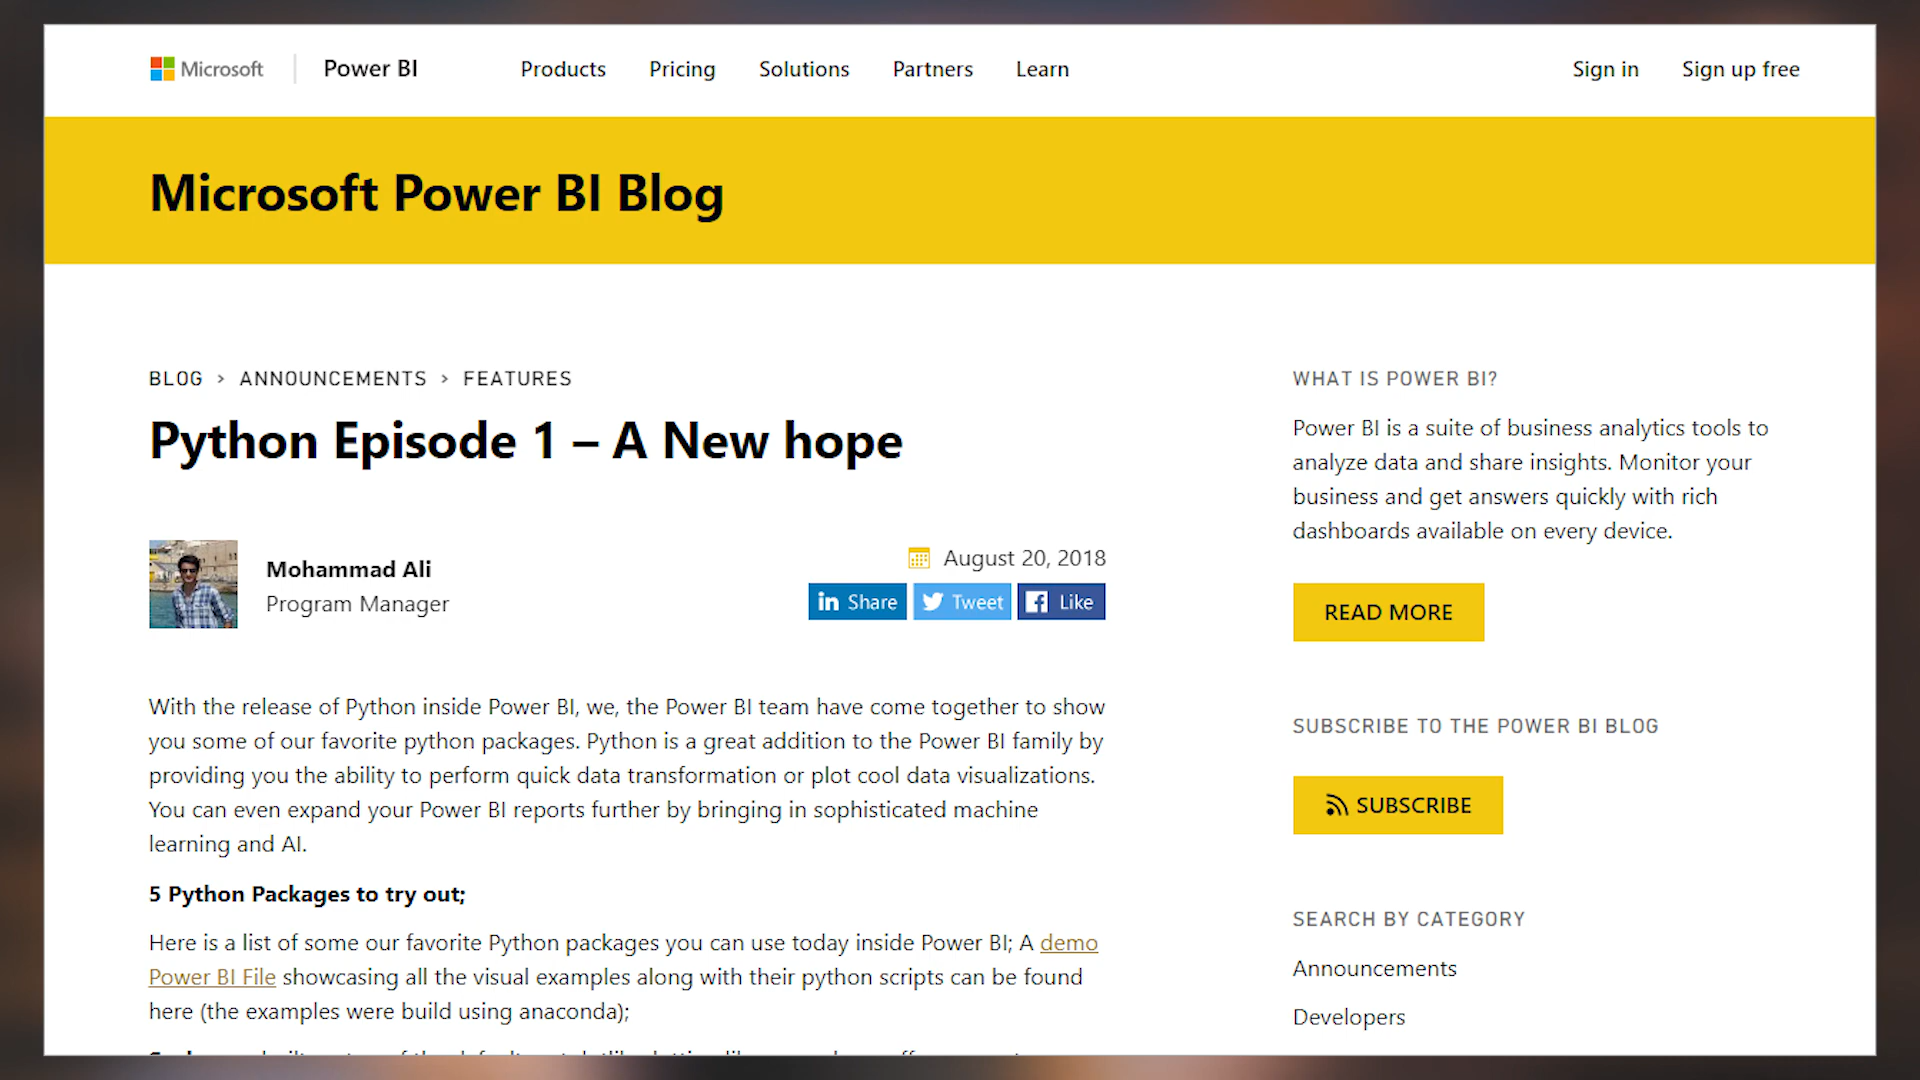 Microsoft Power BI Products Pricing Solutions Partners Learn Sign in Sign up free
Microsoft Power BI Blog
BLOG > ANNOUNCEMENTS > FEATURES
Python Episode 1 – A New hope
Mohammad Ali
Program Manager
August 20, 2018
Share Tweet Like
With the release of Python inside Power BI, we, the Power BI team have come together to show
you some of our favorite python packages. Python is a great addition to the Power BI family by
providing you the ability to perform quick data transformation or plot cool data visualizations.
You can even expand your Power BI reports further by bringing in sophisticated machine
learning and AI.
5 Python Packages to try out;
Here is a list of some our favorite Python packages you can use today inside Power BI; A demo
Power BI File showcasing all the visual examples along with their python scripts can be found
here (the examples were build using anaconda);
WHAT IS POWER BI?
Power BI is a suite of business analytics tools to
analyze data and share insights. Monitor your
business and get answers quickly with rich
dashboards available on every device.
READ MORE
SUBSCRIBE TO THE POWER BI BLOG
SUBSCRIBE
SEARCH BY CATEGORY
Announcements
Developers